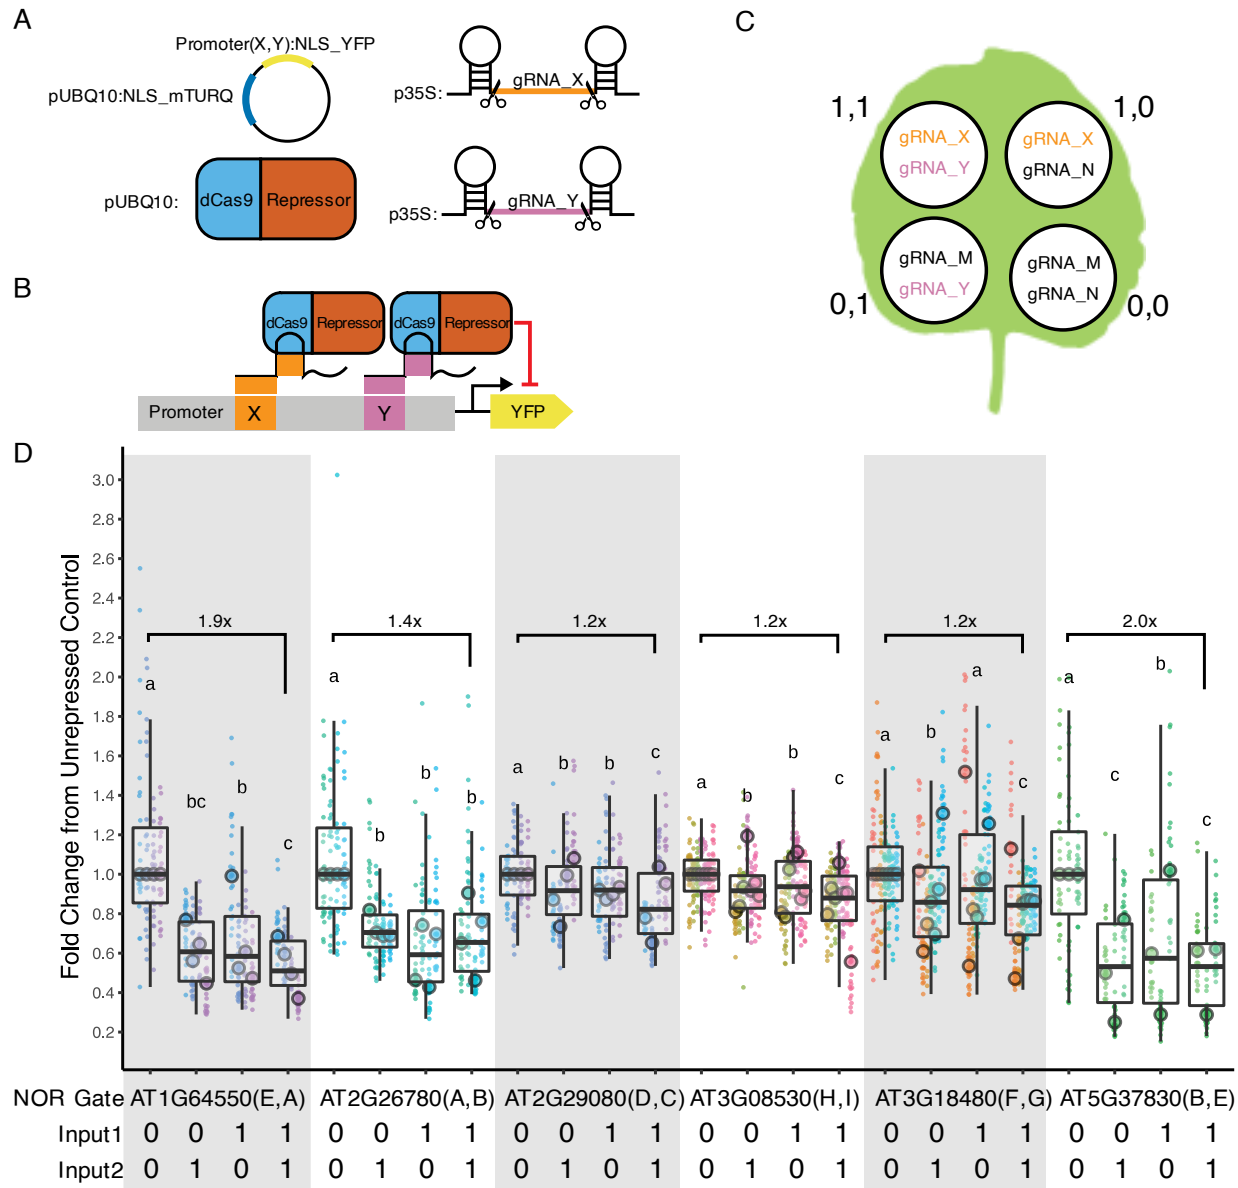 A
Promoter(X,Y):NLS_YFP
pUBQ10:NLS_mTURQ
pUBQ10:
dCas9 Repressor
p35S: gRNA_X
p35S: gRNA_Y
B
dCas9 Repressor dCas9 Repressor
Promoter X Y YFP
C
1,1 1,0
gRNA_X gRNA_X
gRNA_Y gRNA_N
gRNA_M gRNA_M
gRNA_Y gRNA_N
0,1 0,0
D
Fold Change from Unrepressed Control
3.0
2.8
2.6
2.4
2.2
2.0
1.8
1.6
1.4
1.2
1.0
0.8
0.6
0.4
0.2
1.9x 1.4x 1.2x 1.2x 1.2x 2.0x
a bc b c
a b b b
a b b c
a b b c
a b a c
a c b c
NOR Gate AT1G64550(E,A) AT2G26780(A,B) AT2G29080(D,C) AT3G08530(H,I) AT3G18480(F,G) AT5G37830(B,E)
Input1 0 0 1 1 0 0 1 1 0 0 1 1 0 0 1 1 0 0 1 1 0 0 1 1
Input2 0 1 0 1 0 1 0 1 0 1 0 1 0 1 0 1 0 1 0 1 0 1 0 1